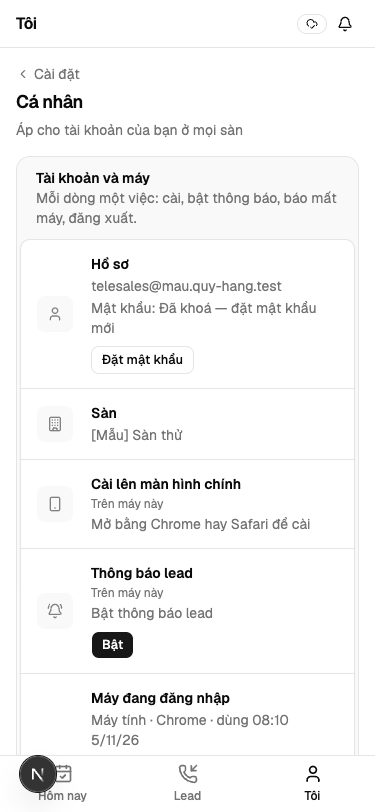 Tôi
Cài đặt
Cá nhân
Áp cho tài khoản của bạn ở mọi sàn
Tài khoản và máy
Mỗi dòng một việc: cài, bật thông báo, báo mất
máy, đăng xuất.
Hồ sơ
telesales@mau.quy-hang.test
Mật khẩu: Đã khoá — đặt mật khẩu
mới
Đặt mật khẩu
Sàn
[Mẫu] Sàn thử
Cài lên màn hình chính
Trên máy này
Mở bằng Chrome hay Safari để cài
Thông báo lead
Trên máy này
Bật thông báo lead
Bật
Máy đang đăng nhập
Máy tính · Chrome · dùng 08:10
5/11/26
N
Hôm nay
Lead
Tôi